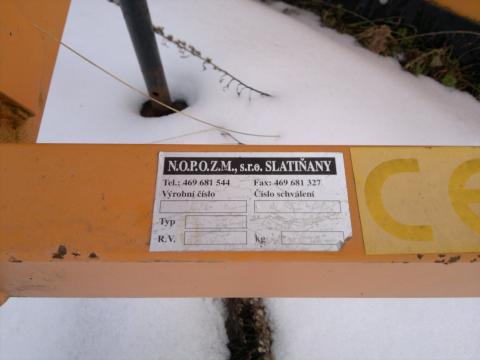 N.O.P.O.Z.M., s.r.o. SLATIŇANY
Tel.: 469 681 544 Fax: 469 681 327
Výrobní číslo Číslo schválení
Typ
R.V. kg
CE